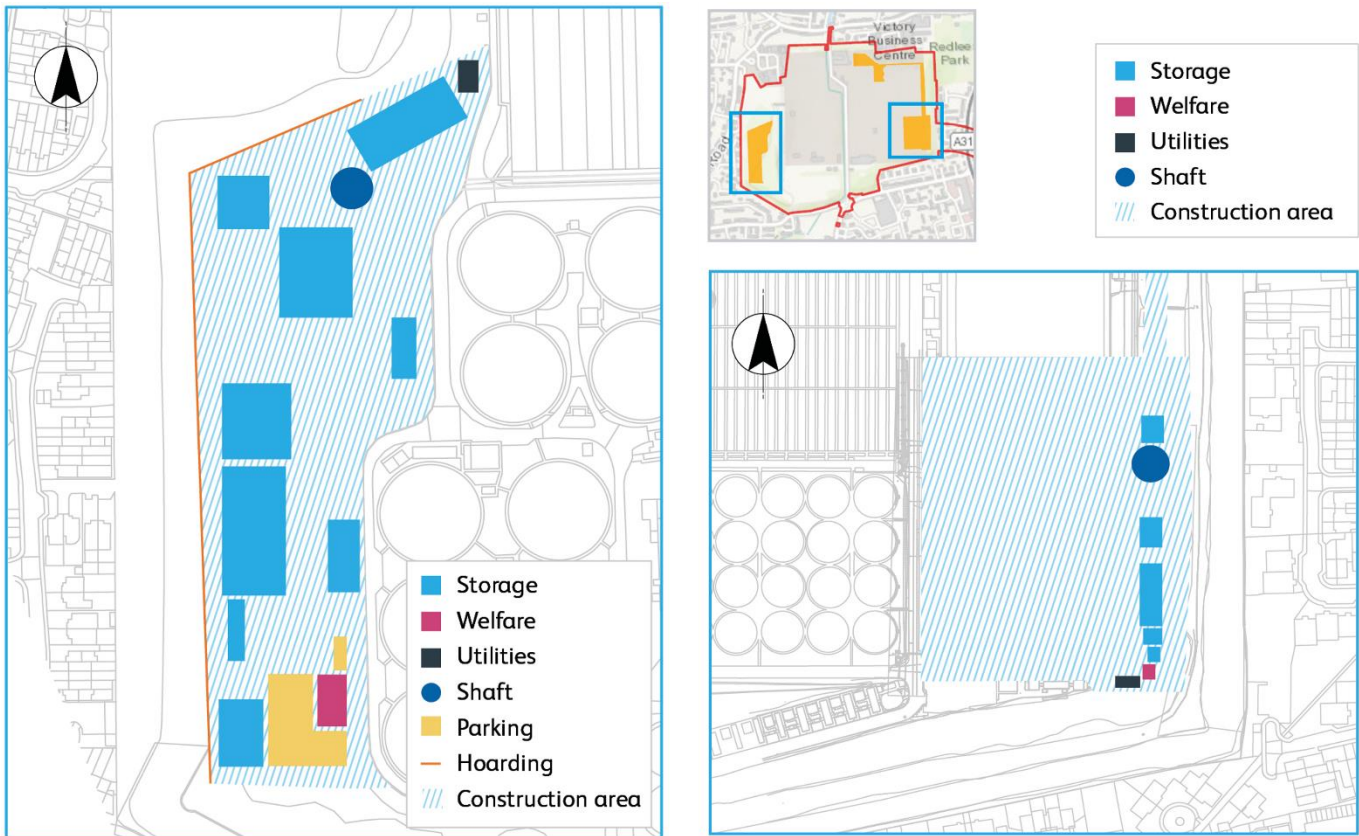 Storage
Welfare
Utilities
Shaft
Parking
Hoarding
Construction area
Victory
Business
Centre
Redlee
Park
Road
A31
Storage
Welfare
Utilities
Shaft
Construction area